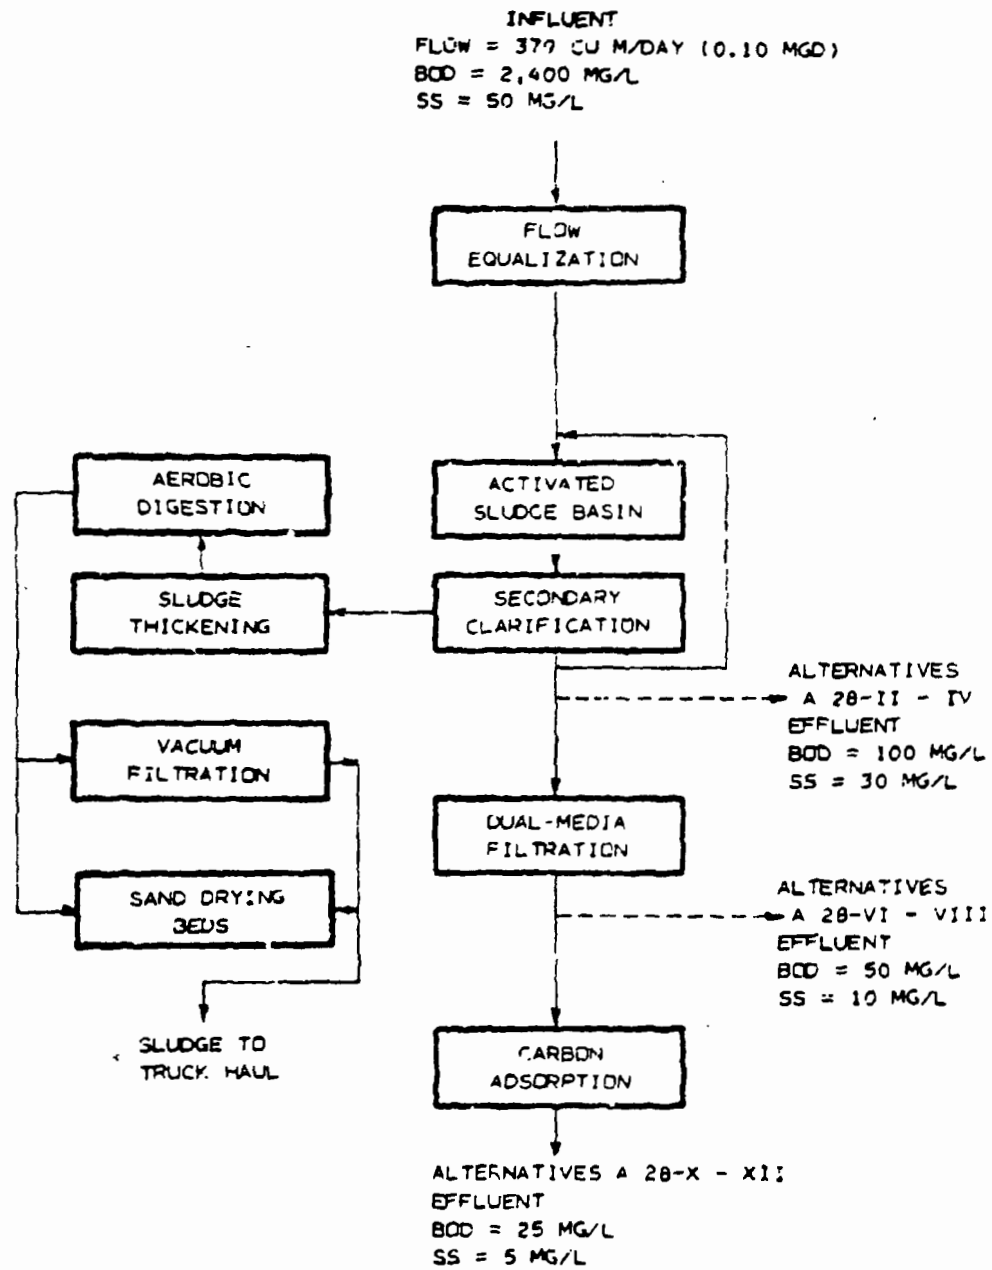 INFLUENT
FLOW = 379 CU M/DAY (0.10 MGD)
BOD = 2,400 MG/L
SS = 50 MG/L
FLOW
EQUALIZATION
AEROBIC
DIGESTION
ACTIVATED
SLUDGE BASIN
SLUDGE
THICKENING
SECONDARY
CLARIFICATION
ALTERNATIVES
A 28-II - IV
EFFLUENT
BOD = 100 MG/L
SS = 30 MG/L
VACUUM
FILTRATION
DUAL-MEDIA
FILTRATION
SAND DRYING
BEDS
ALTERNATIVES
A 28-VI - VIII
EFFLUENT
BOD = 50 MG/L
SS = 10 MG/L
SLUDGE TO
TRUCK HAUL
CARBON
ADSORPTION
ALTERNATIVES A 28-X - XII
EFFLUENT
BOD = 25 MG/L
SS = 5 MG/L